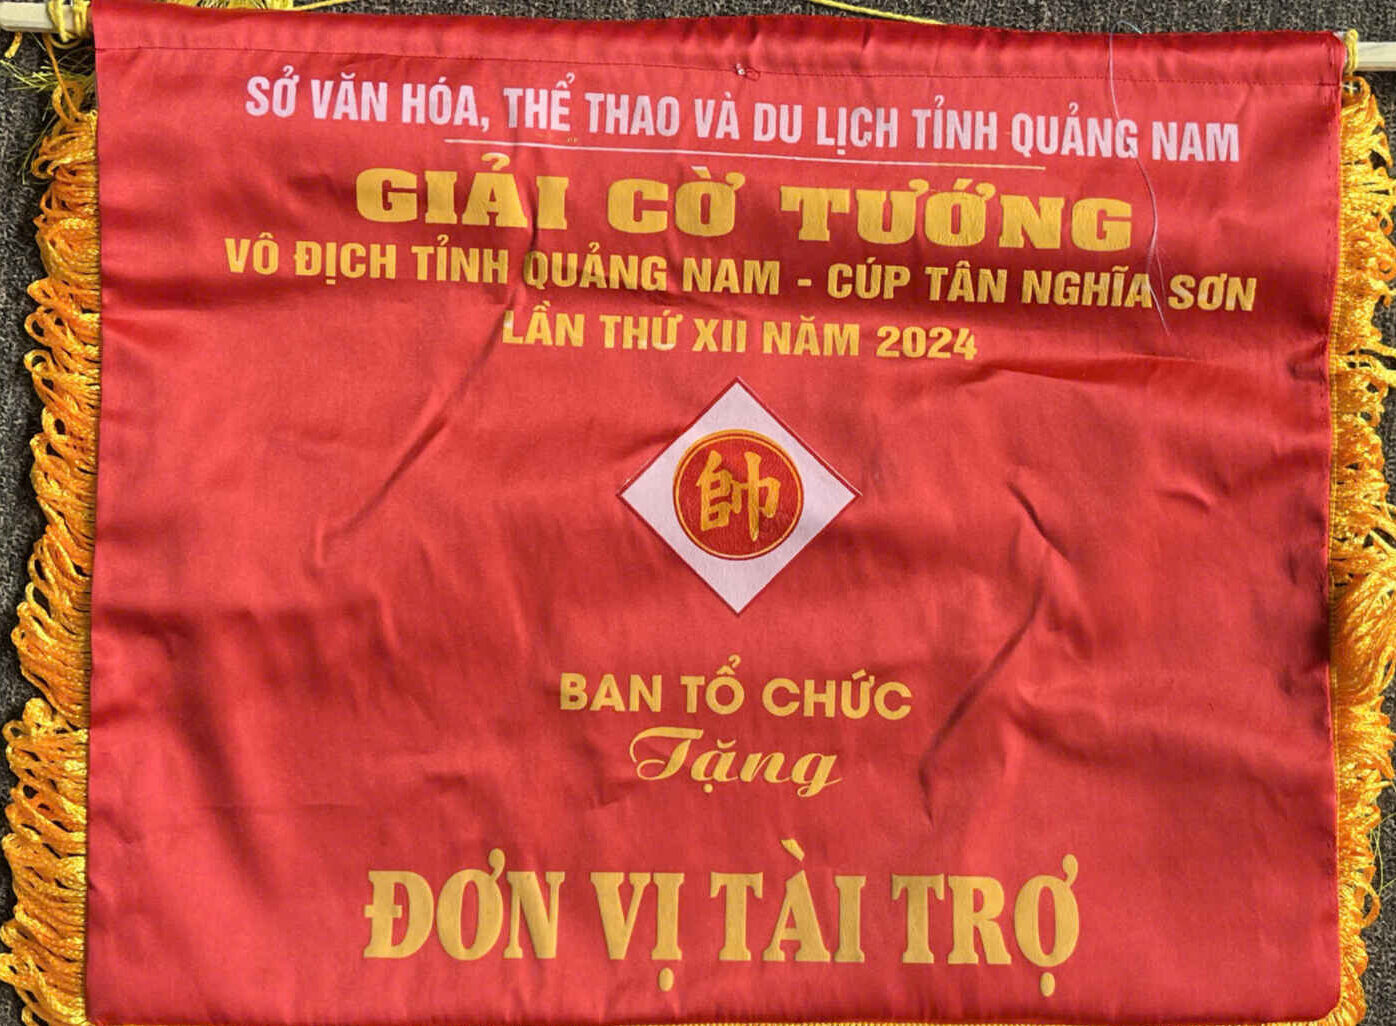 SỞ VĂN HÓA, THỂ THAO VÀ DU LỊCH TỈNH QUẢNG NAM
GIẢI CỜ TƯỚNG
VÔ ĐỊCH TỈNH QUẢNG NAM - CÚP TÂN NGHĨA SƠN
LẦN THỨ XII NĂM 2024
帥
BAN TỔ CHỨC
Tặng
ĐƠN VỊ TÀI TRỢ